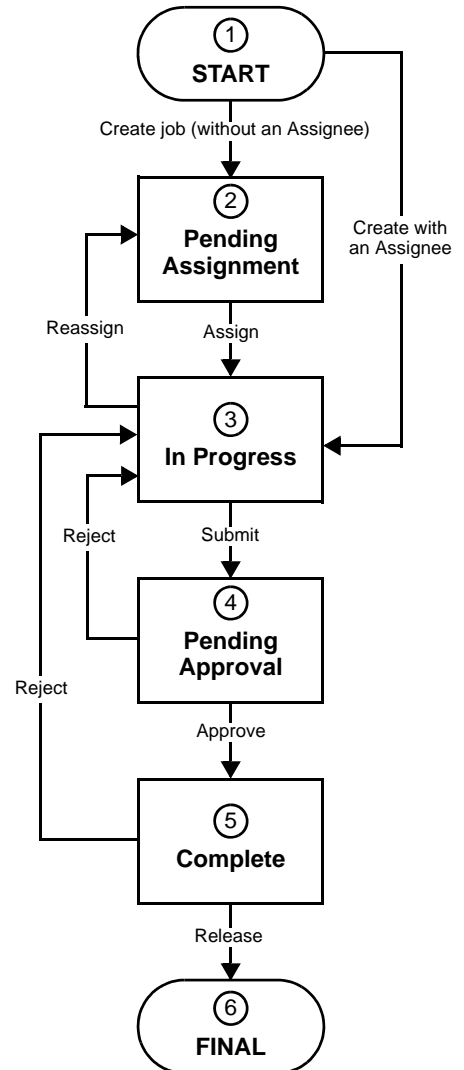 1
START
Create job (without an Assignee)
2
Pending
Assignment
Create with
an Assignee
Reassign
Assign
3
In Progress
Reject
Submit
4
Pending
Approval
Reject
Approve
5
Complete
Release
6
FINAL